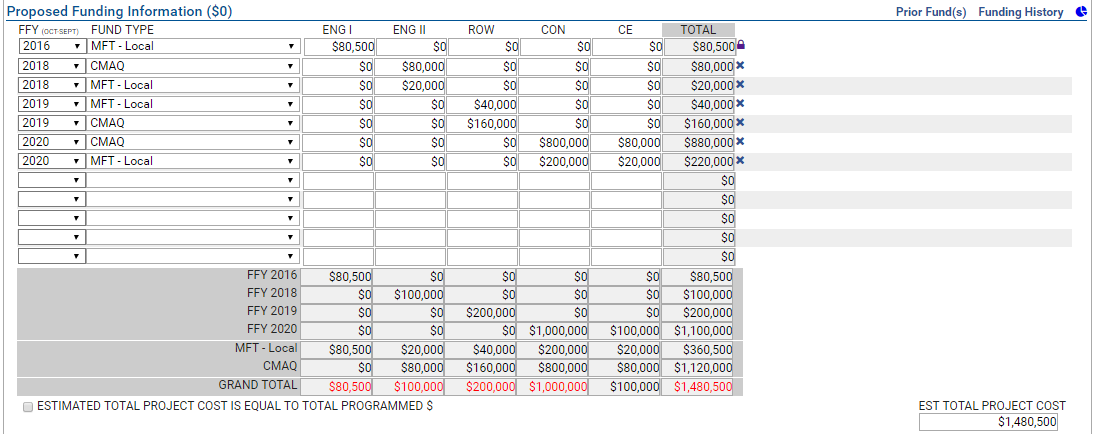 Proposed Funding Information ($0) Prior Fund(s) Funding History
FFY (OCT-SEPT) FUND TYPE ENG I ENG II ROW CON CE TOTAL
2016 MFT - Local $80,500 $0 $0 $0 $0 $80,500
2018 CMAQ $0 $80,000 $0 $0 $0 $80,000
2018 MFT - Local $0 $20,000 $0 $0 $0 $20,000
2019 MFT - Local $0 $0 $40,000 $0 $0 $40,000
2019 CMAQ $0 $0 $160,000 $0 $0 $160,000
2020 CMAQ $0 $0 $0 $800,000 $80,000 $880,000
2020 MFT - Local $0 $0 $0 $200,000 $20,000 $220,000
$0
$0
$0
$0
$0
FFY 2016 $80,500 $0 $0 $0 $0 $80,500
FFY 2018 $0 $100,000 $0 $0 $0 $100,000
FFY 2019 $0 $0 $200,000 $0 $0 $200,000
FFY 2020 $0 $0 $0 $1,000,000 $100,000 $1,100,000
MFT - Local $80,500 $20,000 $40,000 $200,000 $20,000 $360,500
CMAQ $0 $80,000 $160,000 $800,000 $80,000 $1,120,000
GRAND TOTAL $80,500 $100,000 $200,000 $1,000,000 $100,000 $1,480,500
ESTIMATED TOTAL PROJECT COST IS EQUAL TO TOTAL PROGRAMMED $ EST TOTAL PROJECT COST
$1,480,500